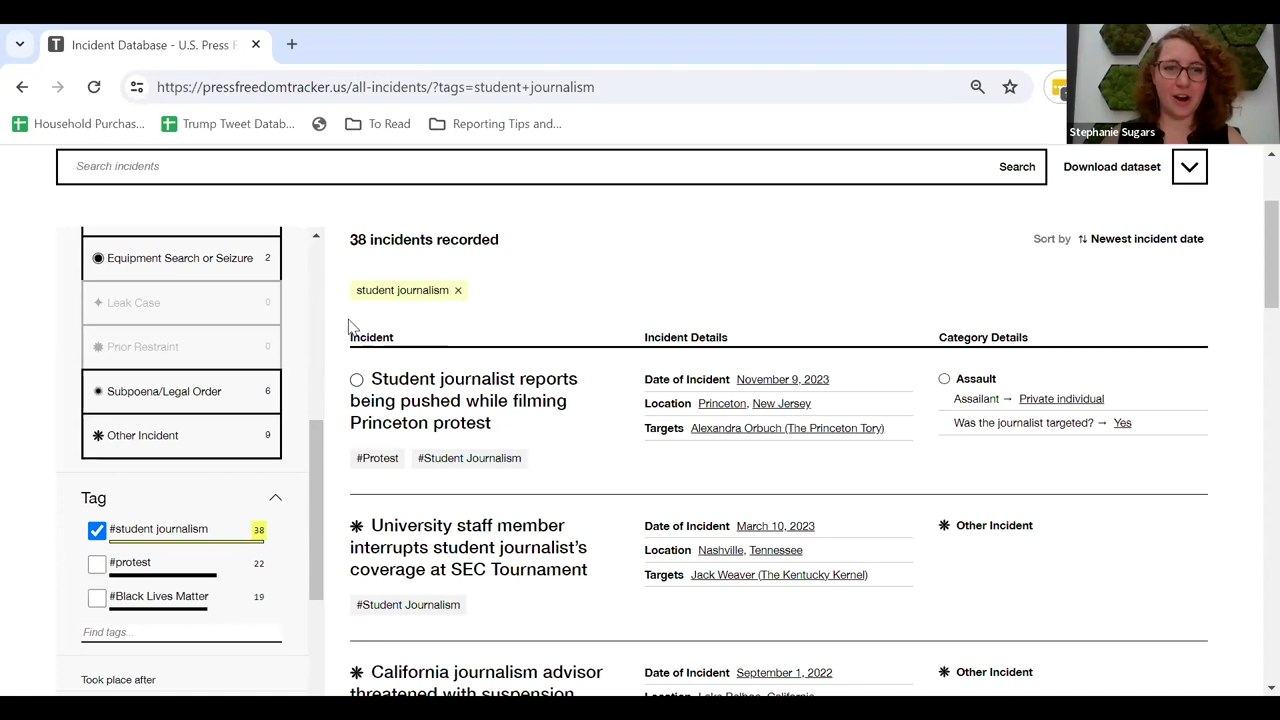 Incident Database - U.S. Press F
https://pressfreedomtracker.us/all-incidents/?tags=student+journalism
Household Purchas...
Trump Tweet Datab...
To Read
Reporting Tips and...
Stephanie Sugars
Search incidents
Search
Download dataset
Equipment Search or Seizure 2
Leak Case 0
Prior Restraint 0
Subpoena/Legal Order 6
Other Incident 9
Tag
#student journalism 38
#protest 22
#Black Lives Matter 19
Find tags...
Took place after
38 incidents recorded
Sort by Newest incident date
student journalism
Incident
Incident Details
Category Details
Student journalist reports
being pushed while filming
Princeton protest
#Protest #Student Journalism
Date of Incident November 9, 2023
Location Princeton, New Jersey
Targets Alexandra Orbuch (The Princeton Tory)
Assault
Assailant → Private individual
Was the journalist targeted? → Yes
University staff member
interrupts student journalist's
coverage at SEC Tournament
#Student Journalism
Date of Incident March 10, 2023
Location Nashville, Tennessee
Targets Jack Weaver (The Kentucky Kernel)
Other Incident
California journalism advisor
threatened with suspension
Date of Incident September 1, 2022
Location Lake Balboa, California
Other Incident